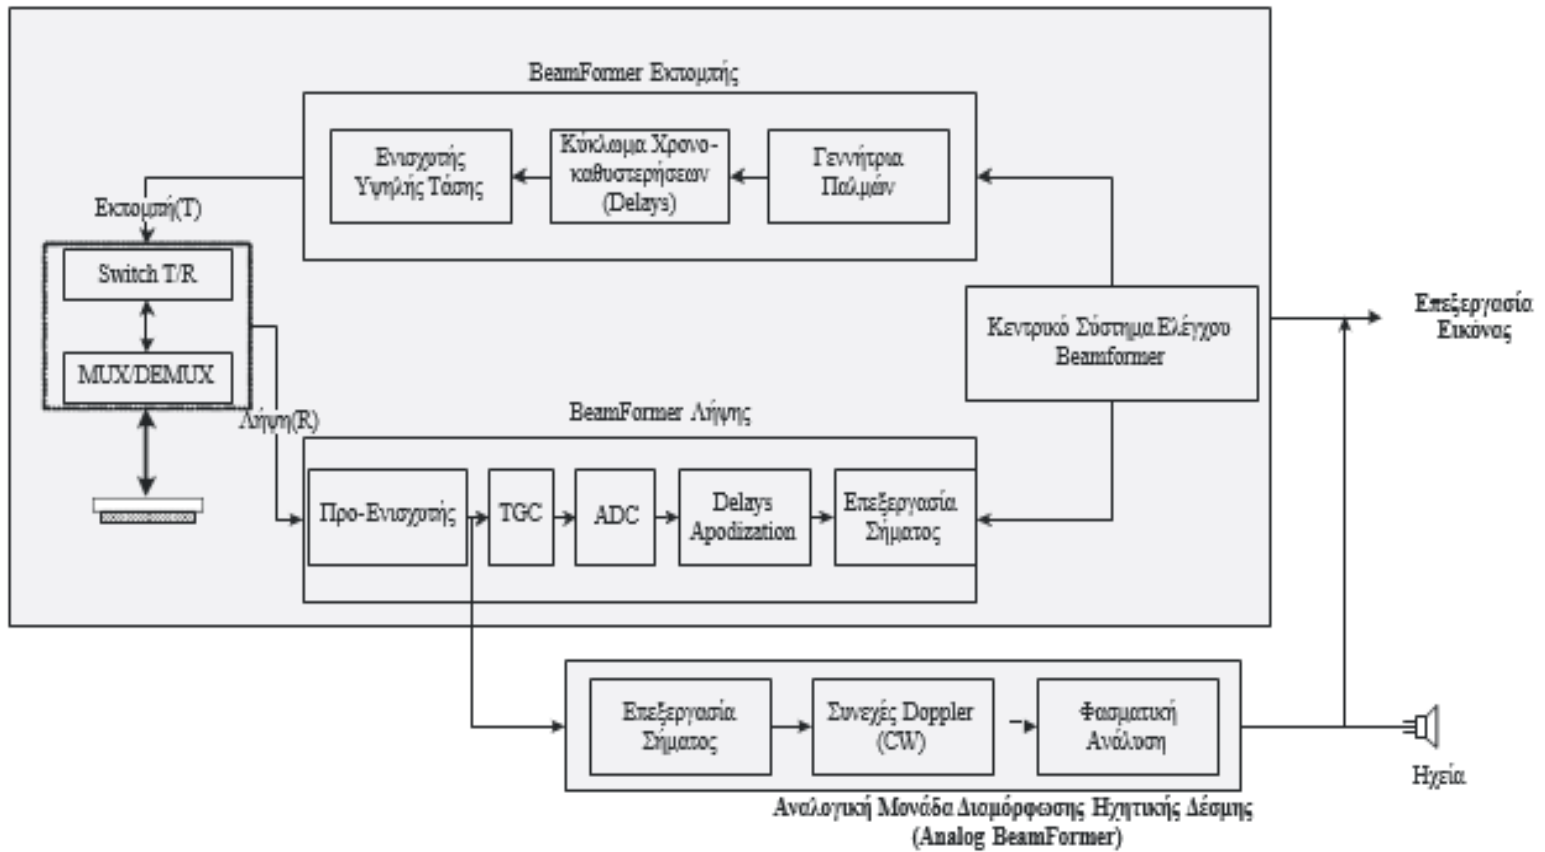 BeamFormer Εκπομπής
Ενισχυτής
Υψηλής Τάσης
Κύκλωμα Χρονο-
καθυστερήσεων
(Delays)
Γεννήτρια
Παλμών
Εκπομπή(T)
Switch T/R
MUX/DEMUX
Λήψη(R)
Κεντρικό Σύστημα Ελέγχου
Beamformer
Επεξεργασία
Εικόνας
BeamFormer Λήψης
Προ-Ενισχυτής
TGC
ADC
Delays
Apodization
Επεξεργασία
Σήματος
Επεξεργασία
Σήματος
Συνεχές Doppler
(CW)
Φασματική
Ανάλυση
Ηχεία
Αναλογική Μονάδα Διαμόρφωσης Ηχητικής Δέσμης
(Analog BeamFormer)